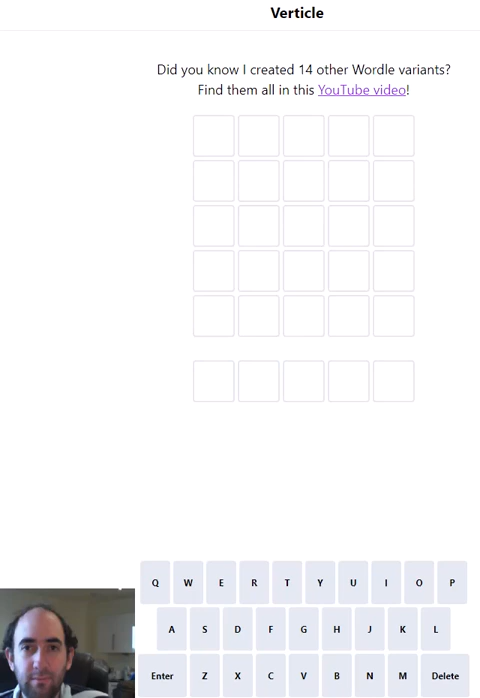 Verticle
Did you know I created 14 other Wordle variants?
Find them all in this YouTube video!
Q W E R T Y U I O P
A S D F G H J K L
Enter Z X C V B N M Delete